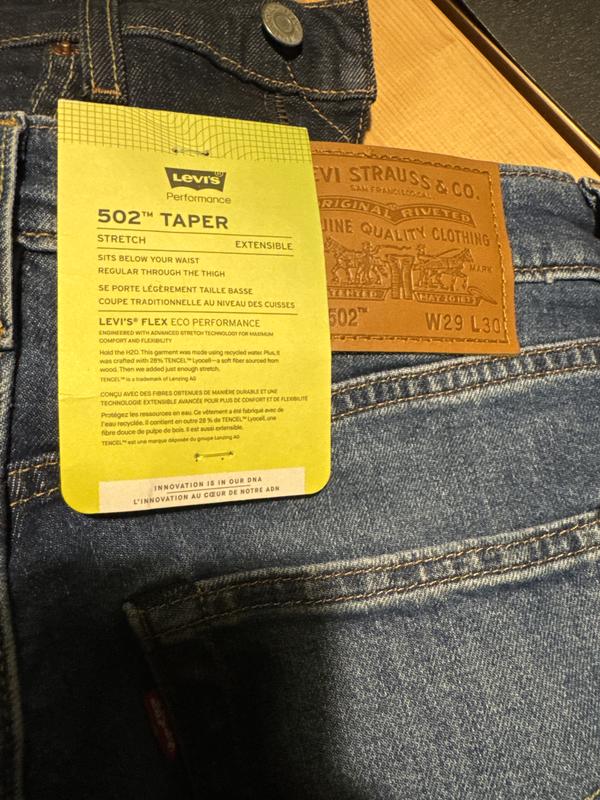 Levi's
Performance
502™ TAPER
STRETCH EXTENSIBLE
SITS BELOW YOUR WAIST
REGULAR THROUGH THE THIGH
SE PORTE LÉGÈREMENT TAILLE BASSE
COUPE TRADITIONNELLE AU NIVEAU DES CUISSES
LEVI'S® FLEX ECO PERFORMANCE
ENGINEERED WITH ADVANCED STRETCH TECHNOLOGY FOR MAXIMUM
COMFORT AND FLEXIBILITY
Hold the H2O. This garment was made using recycled water. Plus, it
was crafted with 28% TENCEL™ Lyocell—a soft fiber sourced from
wood. Then we added just enough stretch.
TENCEL™ is a trademark of Lenzing AG
CONÇU AVEC DES FIBRES OBTENUES DE MANIÈRE DURABLE ET UNE
TECHNOLOGIE EXTENSIBLE AVANCÉE POUR PLUS DE CONFORT ET DE FLEXIBILITÉ
Protégez les ressources en eau. Ce vêtement a été fabriqué avec de
l'eau recyclée. Il contient en outre 28 % de TENCEL™ Lyocell, une
fibre douce de pulpe de bois. Il est aussi extensible.
TENCEL™ est une marque déposée du groupe Lenzing AG
INNOVATION IS IN OUR DNA
L'INNOVATION AU CŒUR DE NOTRE ADN
EVI STRAUSS & CO.
SAN FRANCISCO CAL
ORIGINAL RIVETED
UINE QUALITY CLOTHING
MARK
TENTED MAY 20 1873
502™ W29 L30